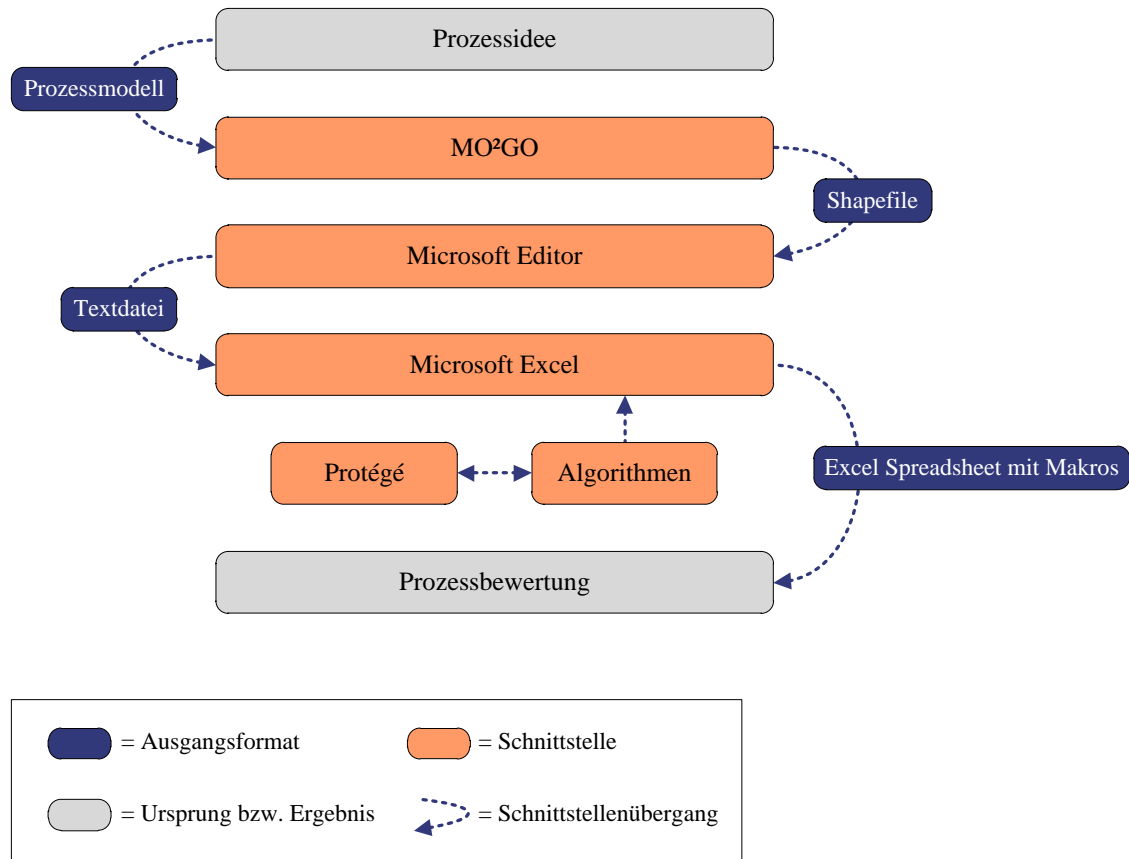 Prozessidee
Prozessmodell
MO²GO
Shapefile
Microsoft Editor
Textdatei
Microsoft Excel
Protégé
Algorithmen
Excel Spreadsheet mit Makros
Prozessbewertung
= Ausgangsformat
= Schnittstelle
= Ursprung bzw. Ergebnis
= Schnittstellenübergang